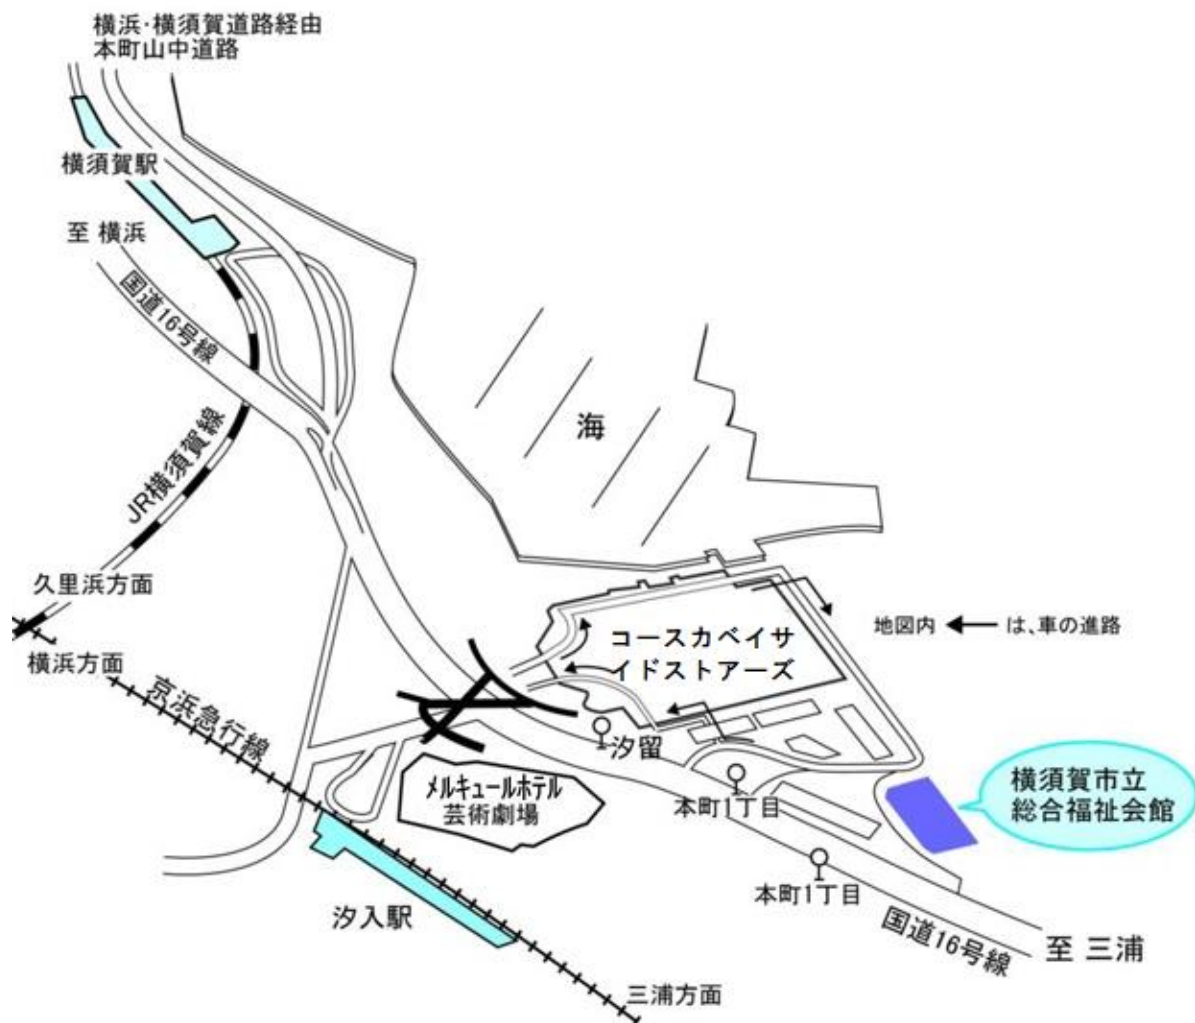 横浜・横須賀道路経由
本町山中道路
横須賀駅
至 横浜
国道16号線
海
JR横須賀線
久里浜方面
横浜方面
京浜急行線
コースカベイサ
イドストアーズ
地図内 ← は、車の進路
汐留
メルキュールホテル
芸術劇場
本町1丁目
横須賀市立
総合福祉会館
本町1丁目
汐入駅
国道16号線
至 三浦
三浦方面